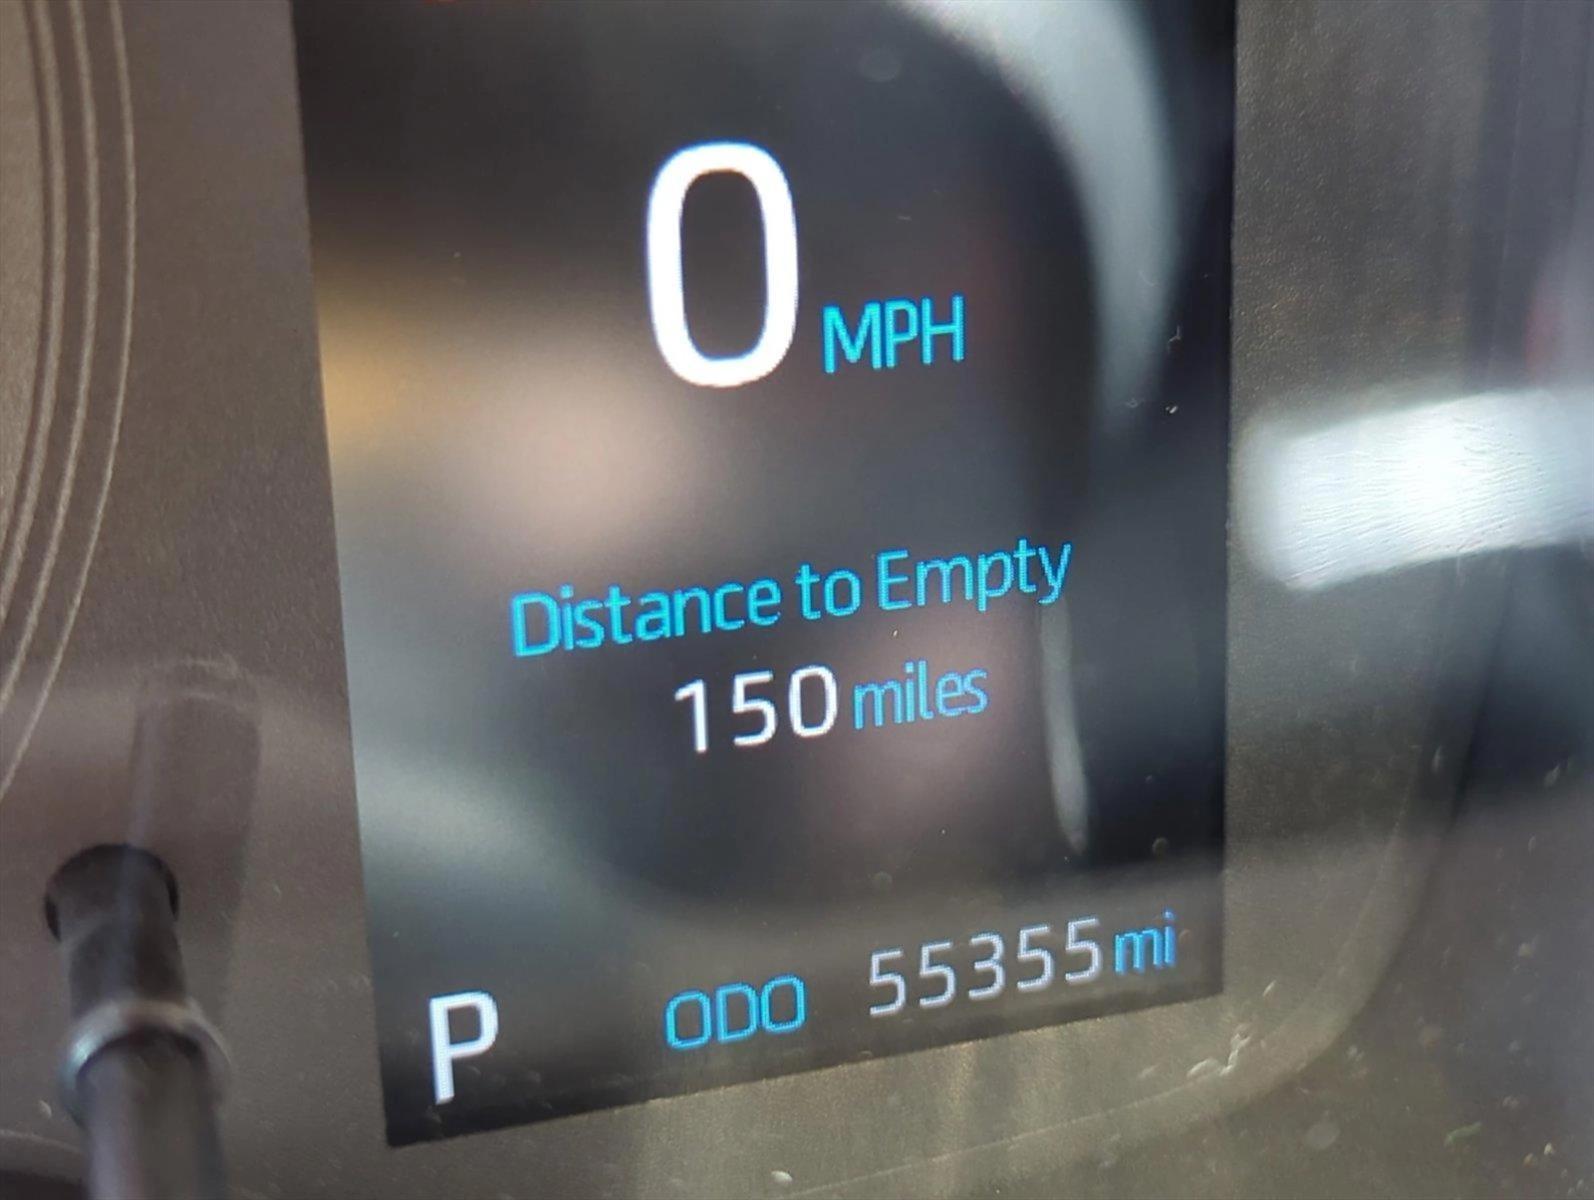 0 MPH
Distance to Empty
150 miles
P ODO 55355 mi